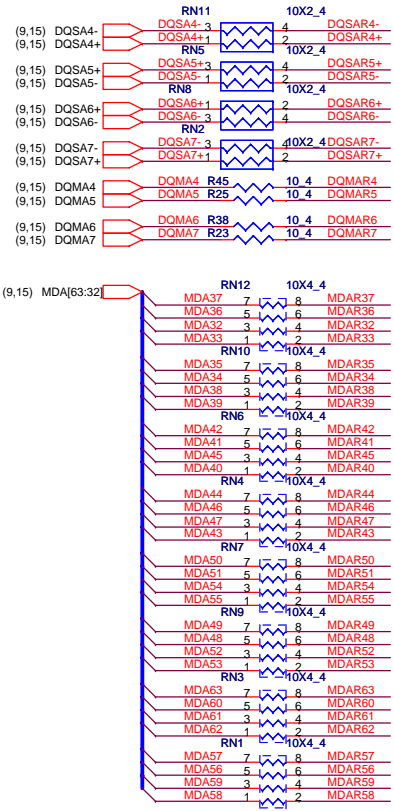 RN11 10X2_4
(9,15) DQSA4- DQSA4- 3 4 DQSAR4-
(9,15) DQSA4+ DQSA4+ 1 2 DQSAR4+
RN5 10X2_4
(9,15) DQSA5+ DQSA5+ 3 4 DQSAR5+
(9,15) DQSA5- DQSA5- 1 2 DQSAR5-
RN8 10X2_4
(9,15) DQSA6+ DQSA6+ 1 2 DQSAR6+
(9,15) DQSA6- DQSA6- 3 4 DQSAR6-
RN2
(9,15) DQSA7- DQSA7- 3 4 10X2_4 DQSAR7-
(9,15) DQSA7+ DQSA7+ 1 2 DQSAR7+
(9,15) DQMA4 DQMA4 R45 10_4 DQMAR4
(9,15) DQMA5 DQMA5 R25 10_4 DQMAR5
(9,15) DQMA6 DQMA6 R38 10_4 DQMAR6
(9,15) DQMA7 DQMA7 R23 10_4 DQMAR7
RN12 10X4_4
(9,15) MDA[63:32]
MDA37 7 8 MDAR37
MDA36 5 6 MDAR36
MDA32 3 4 MDAR32
MDA33 1 2 MDAR33
RN10 10X4_4
MDA35 7 8 MDAR35
MDA34 5 6 MDAR34
MDA38 3 4 MDAR38
MDA39 1 2 MDAR39
RN6 10X4_4
MDA42 7 8 MDAR42
MDA41 5 6 MDAR41
MDA45 3 4 MDAR45
MDA40 1 2 MDAR40
RN4 10X4_4
MDA44 7 8 MDAR44
MDA46 5 6 MDAR46
MDA47 3 4 MDAR47
MDA43 1 2 MDAR43
RN7 10X4_4
MDA50 7 8 MDAR50
MDA51 5 6 MDAR51
MDA54 3 4 MDAR54
MDA55 1 2 MDAR55
RN9 10X4_4
MDA49 7 8 MDAR49
MDA48 5 6 MDAR48
MDA52 3 4 MDAR52
MDA53 1 2 MDAR53
RN3 10X4_4
MDA63 7 8 MDAR63
MDA60 5 6 MDAR60
MDA61 3 4 MDAR61
MDA62 1 2 MDAR62
RN1 10X4_4
MDA57 7 8 MDAR57
MDA56 5 6 MDAR56
MDA59 3 4 MDAR59
MDA58 1 2 MDAR58